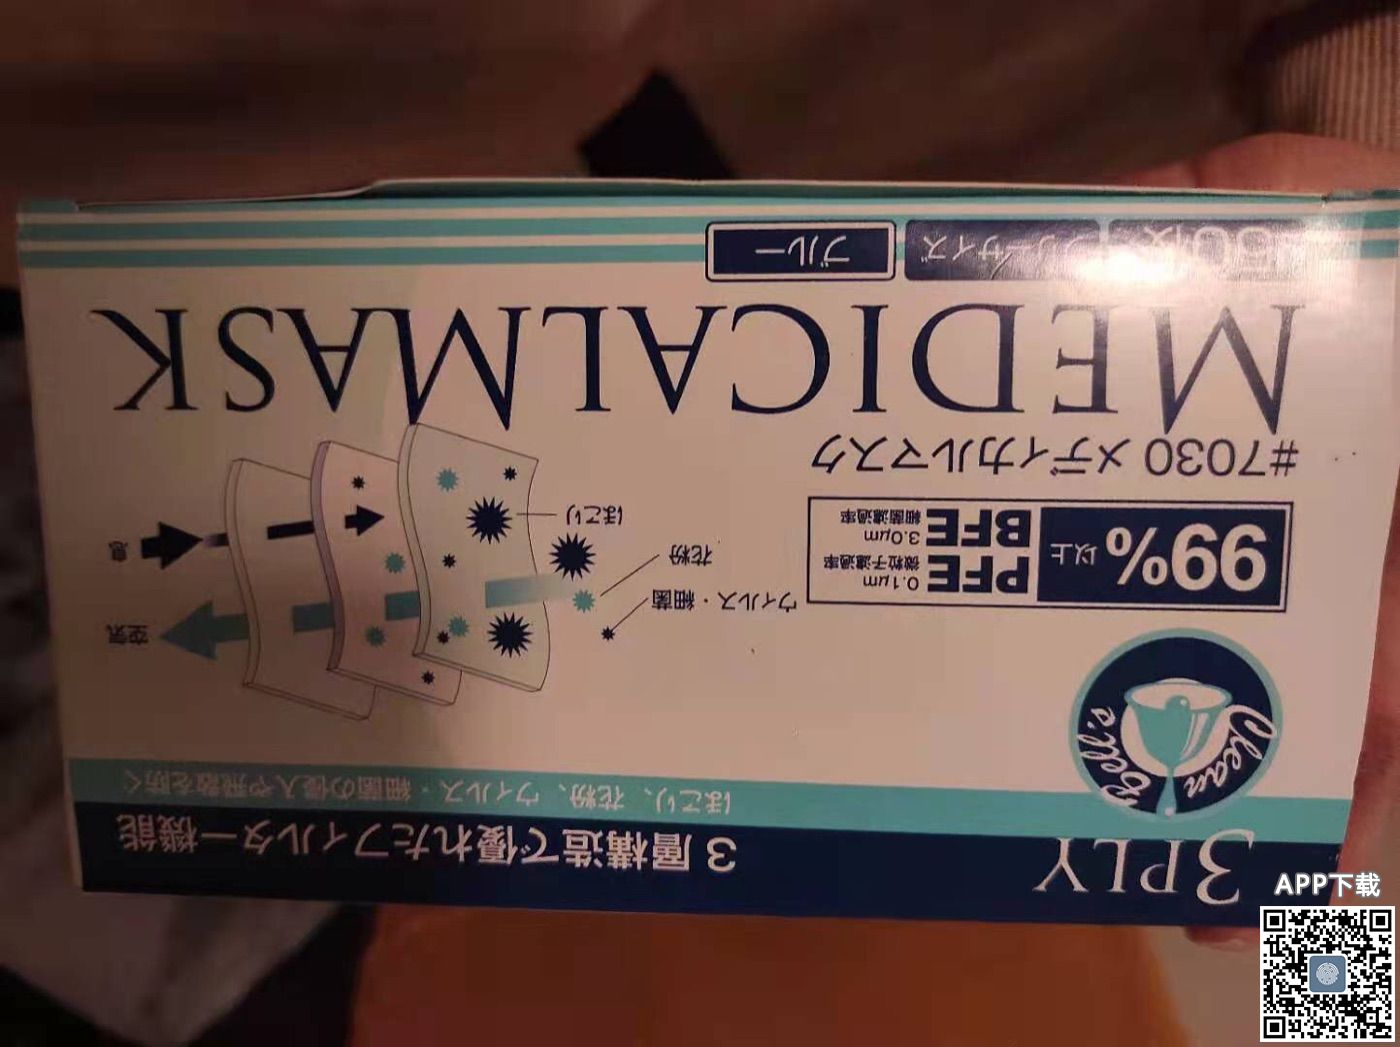 3PLY
3層構造で優れたフィルター機能
ほこり、花粉、ウィルス・細菌の侵入や飛散を防ぐ
Clean Bell'e
99%以上
PFE 0.1μm 微粒子濾過率
BFE 3.0μm 細菌濾過率
ウィルス・細菌
花粉
ほこり
空気
息
#7030 メディカルマスク
MEDICALMASK
50枚
フリーサイズ
ブルー
APP下载